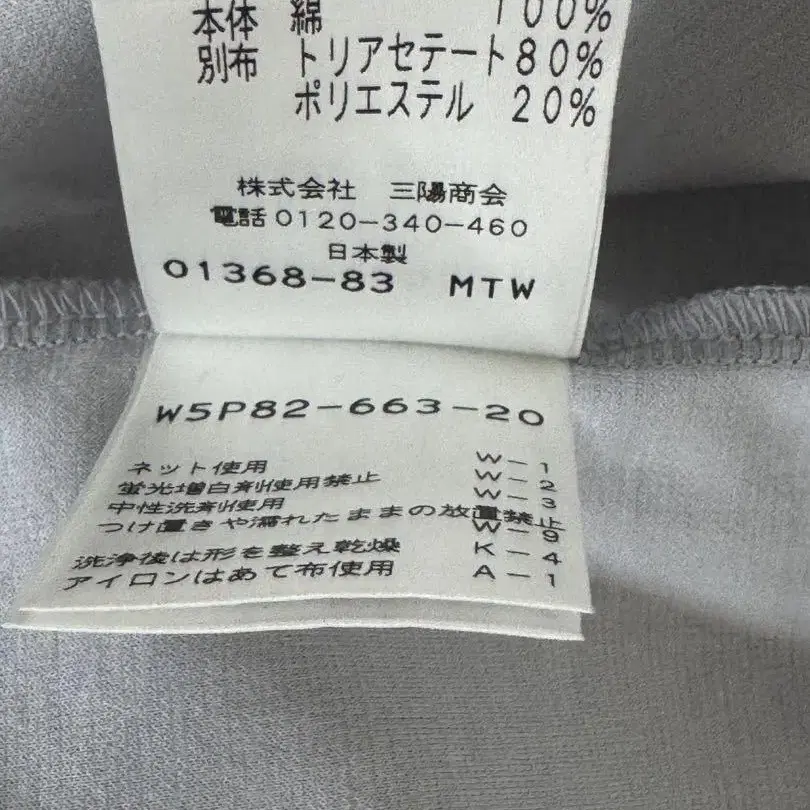 本体 綿 100%
別布 トリアセテート80%
ポリエステル 20%
株式会社 三陽商会
電話0120-340-460
日本製
01368-83 MTW
W5P82-663-20
ネット使用 W-1
蛍光増白剤使用禁止 W-2
中性洗剤使用 W-3
つけ置きや濡れたままの放置禁止 W-9
洗浄後は形を整え乾燥 K-4
アイロンはあて布使用 A-1